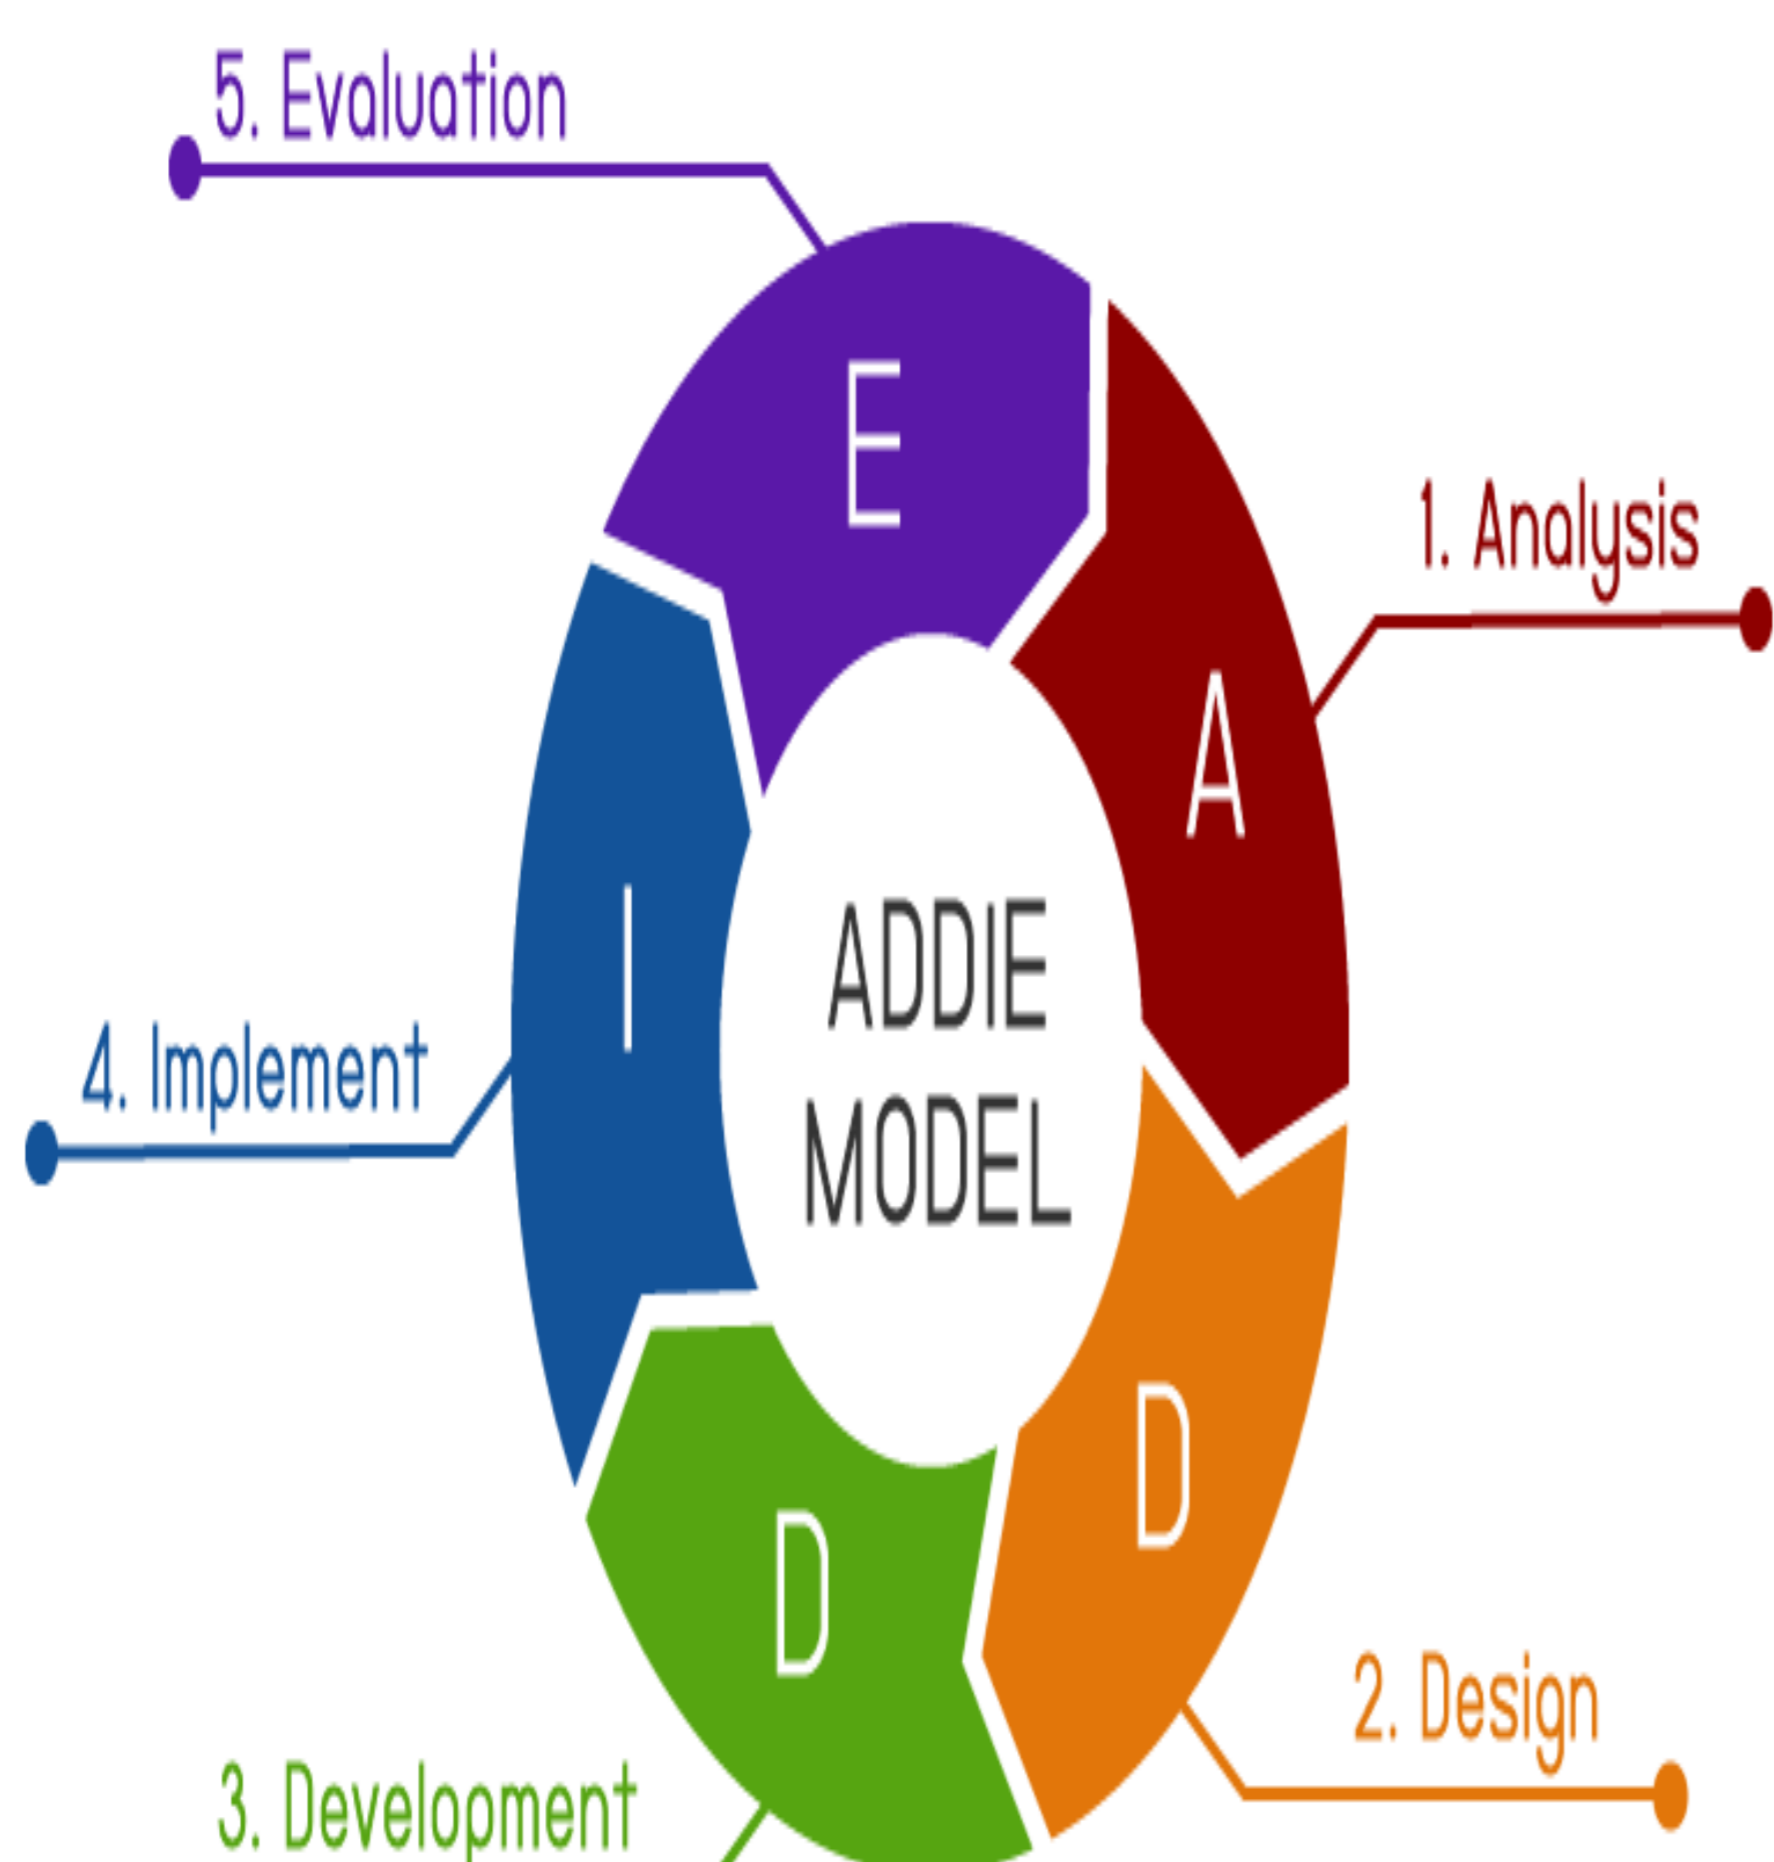 5. Evaluation
E
1. Analysis
A
I
ADDIE
MODEL
4. Implement
D
D
2. Design
3. Development